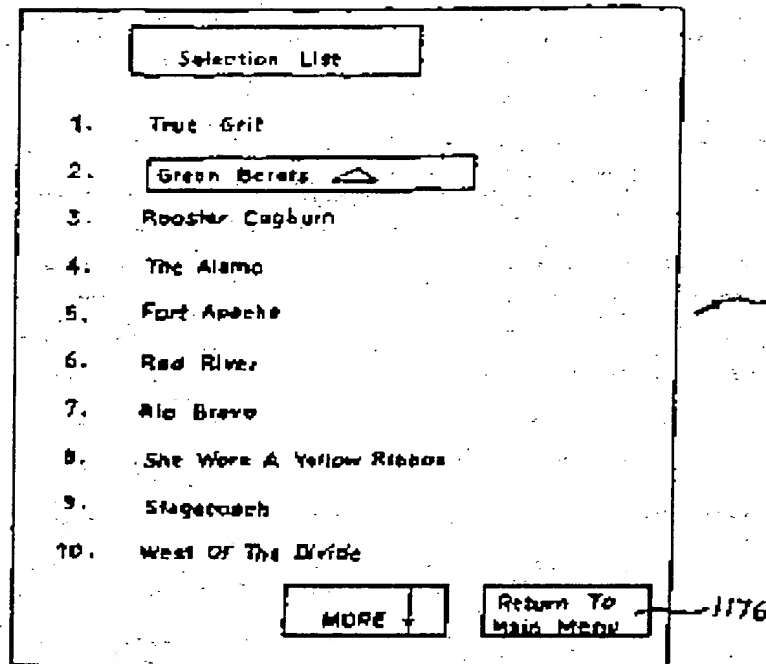 Selection List
1. True Grit
2. Green Berets
3. Rooster Cogburn
4. The Alamo
5. Fort Apache
6. Red River
7. Rio Bravo
8. She Wore A Yellow Ribbon
9. Stagecoach
10. West Of The Divide
MORE
Return To
Main Menu
1176